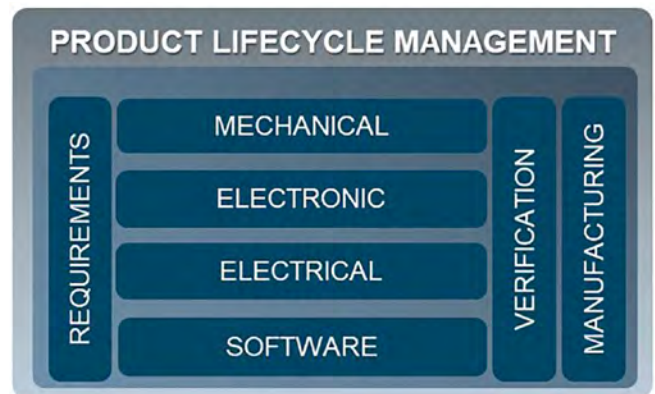 PRODUCT LIFECYCLE MANAGEMENT
REQUIREMENTS
MECHANICAL
ELECTRONIC
ELECTRICAL
SOFTWARE
VERIFICATION
MANUFACTURING